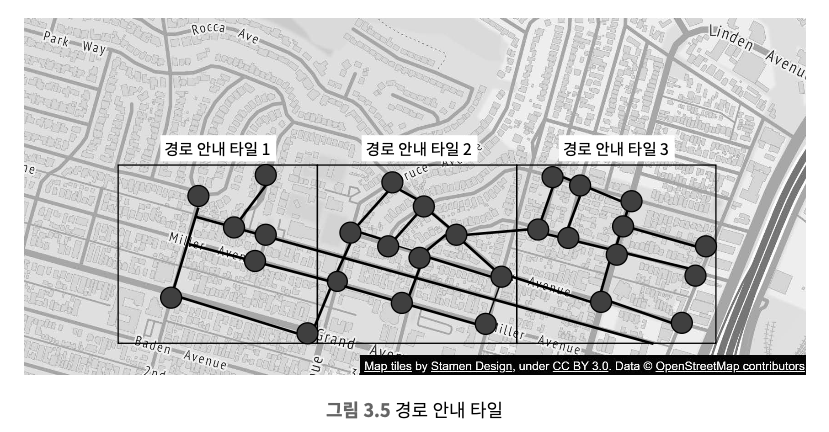 Rocca Ave
Park Way
Linden Avenu
경로 안내 타일 1
경로 안내 타일 2
경로 안내 타일 3
ruce Ave
ne
Miller Avenue
Avenue
Miller Avenue
Grand Ave
Baden Avenue
2nd
nue
Map tiles by Stamen Design, under CC BY 3.0. Data © OpenStreetMap contributors
그림 3.5 경로 안내 타일